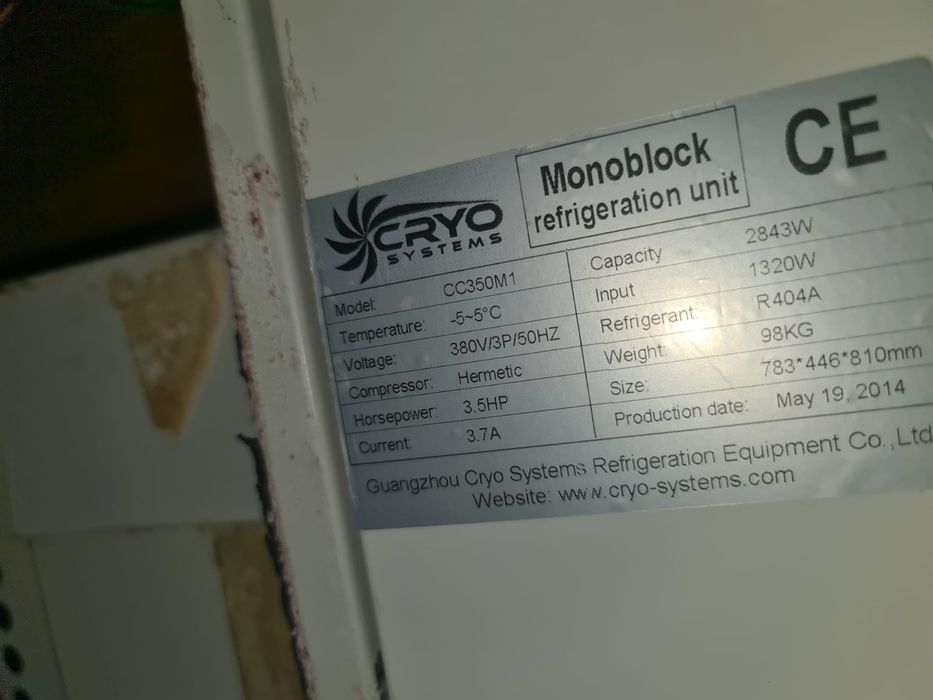 CRYO
SYSTEMS
Monoblock
refrigeration unit
CE
Model: CC350M1
Temperature: -5~5°C
Voltage: 380V/3P/50HZ
Compressor: Hermetic
Horsepower: 3.5HP
Current: 3.7A
Capacity 2843W
Input 1320W
Refrigerant R404A
Weight: 98KG
Size: 783*446*810mm
Production date: May 19, 2014
Guangzhou Cryo Systems Refrigeration Equipment Co.,Ltd
Website: www.cryo-systems.com